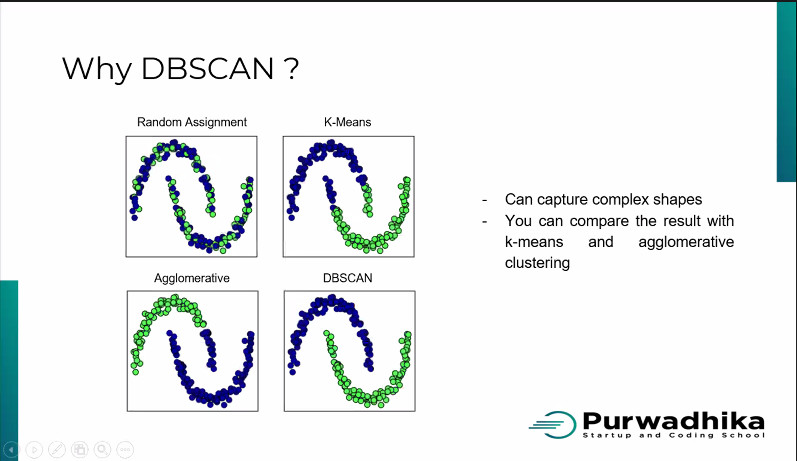 Why DBSCAN ?
Random Assignment
K-Means
Agglomerative
DBSCAN
- Can capture complex shapes
- You can compare the result with
k-means and agglomerative
clustering
Purwadhika
Startup and Coding School